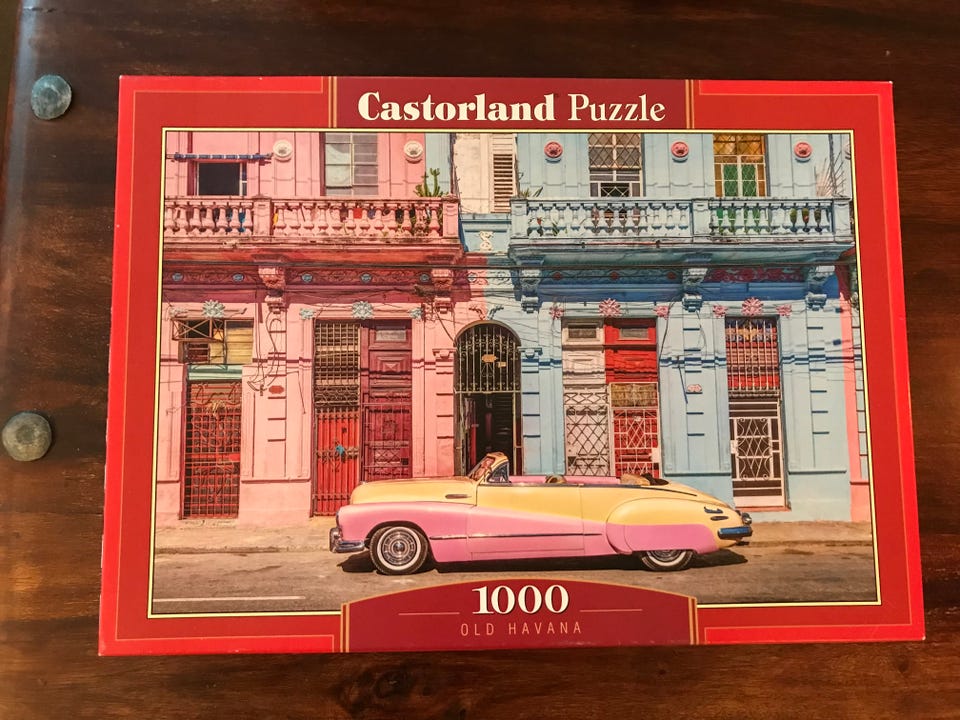 Castorland Puzzle
1000
OLD HAVANA